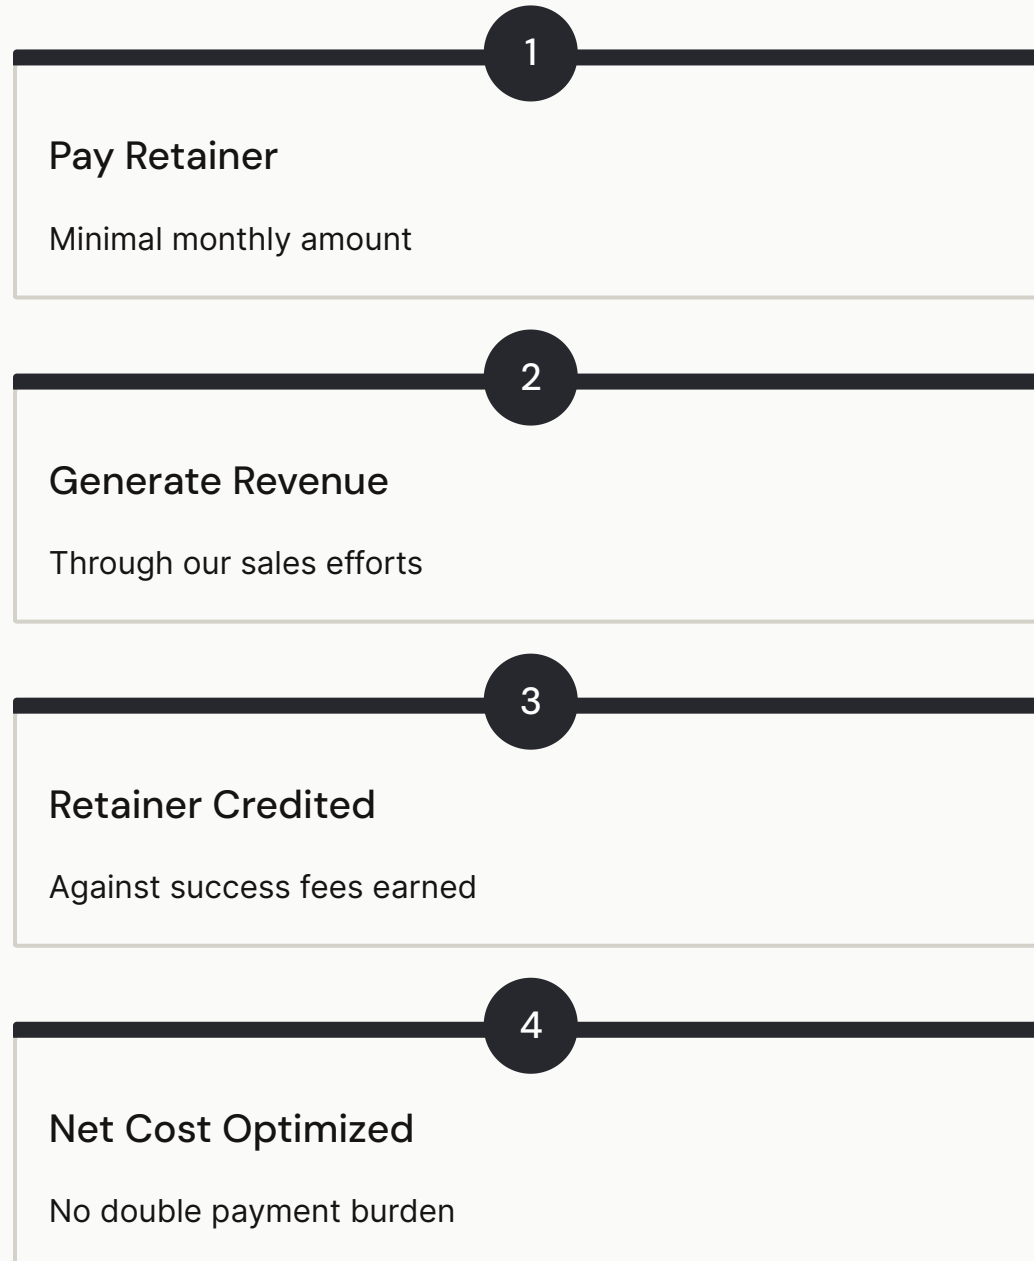 1
Pay Retainer
Minimal monthly amount
2
Generate Revenue
Through our sales efforts
3
Retainer Credited
Against success fees earned
4
Net Cost Optimized
No double payment burden